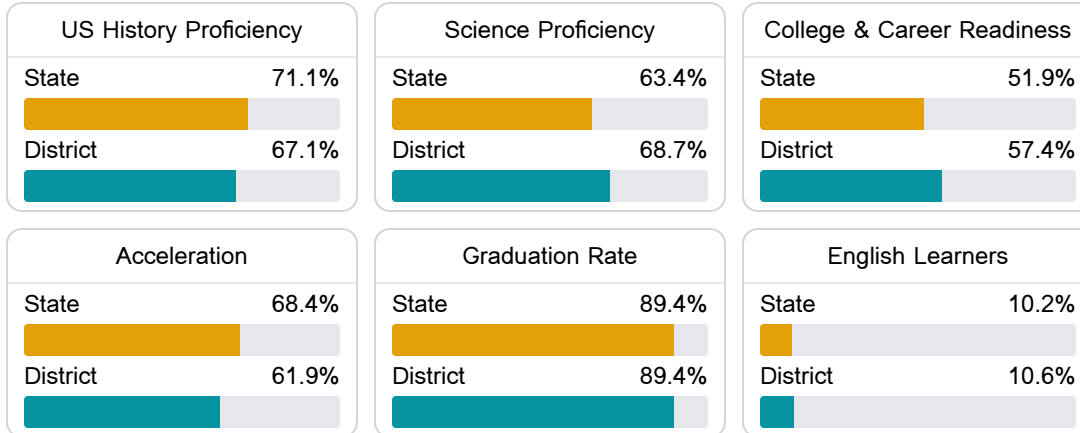 US History Proficiency
State 71.1%
District 67.1%
Science Proficiency
State 63.4%
District 68.7%
College & Career Readiness
State 51.9%
District 57.4%
Acceleration
State 68.4%
District 61.9%
Graduation Rate
State 89.4%
District 89.4%
English Learners
State 10.2%
District 10.6%